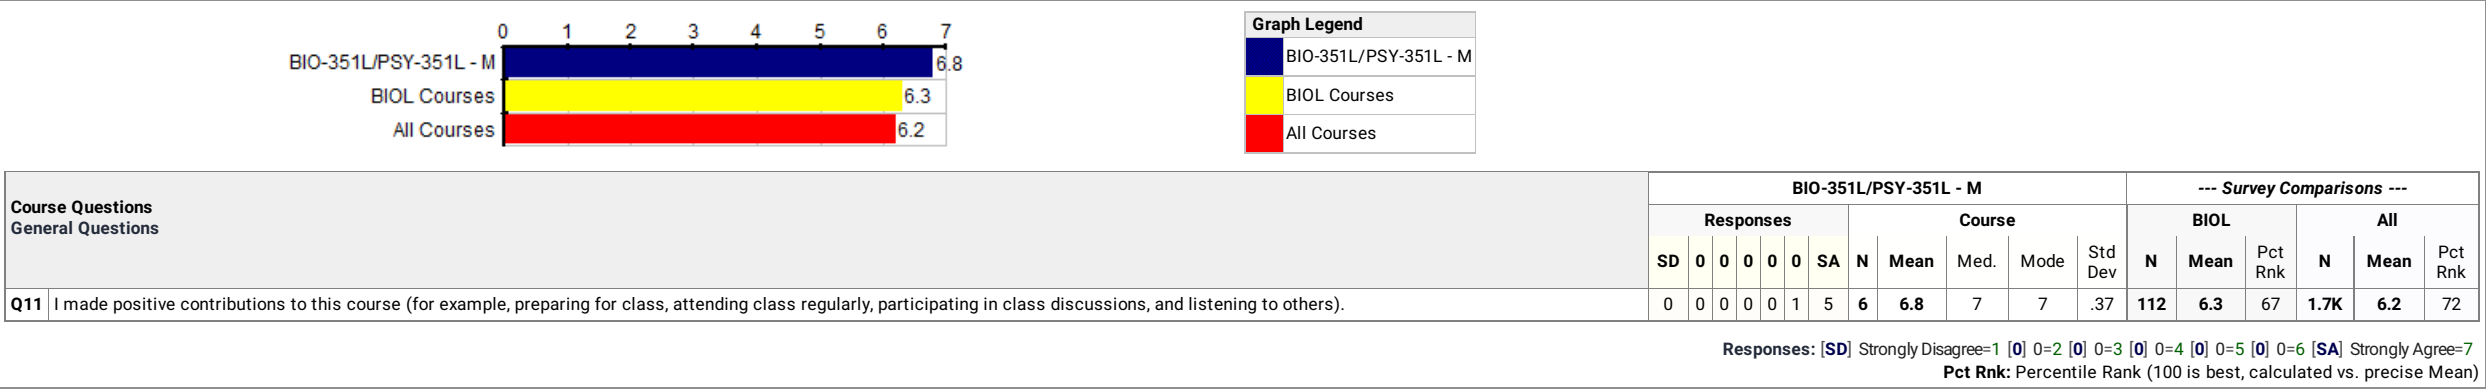 0 1 2 3 4 5 6 7
BIO-351L/PSY-351L - M 6.8
BIOL Courses 6.3
All Courses 6.2
Graph Legend
BIO-351L/PSY-351L - M
BIOL Courses
All Courses
Course Questions
General Questions
BIO-351L/PSY-351L - M --- Survey Comparisons ---
Responses Course BIOL All
SD 0 0 0 0 0 SA N Mean Med. Mode Std Dev N Mean Pct Rnk N Mean Pct Rnk
Q11 I made positive contributions to this course (for example, preparing for class, attending class regularly, participating in class discussions, and listening to others). 0 0 0 0 0 1 5 6 6.8 7 7 .37 112 6.3 67 1.7K 6.2 72
Responses: [SD] Strongly Disagree=1 [0] 0=2 [0] 0=3 [0] 0=4 [0] 0=5 [0] 0=6 [SA] Strongly Agree=7
Pct Rnk: Percentile Rank (100 is best, calculated vs. precise Mean)